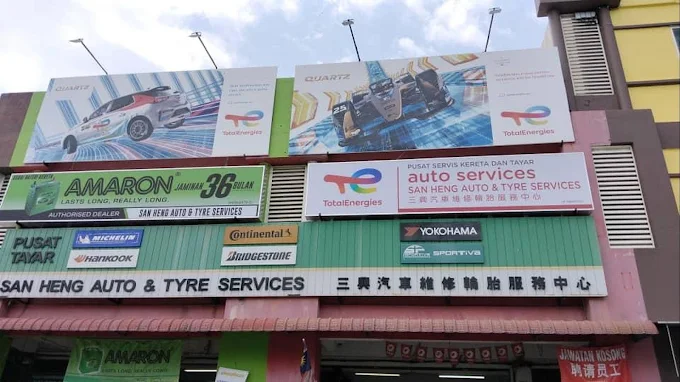 QUARTZ
TotalEnergies
QUARTZ
25
TotalEnergies
AMARON
LASTS LONG. REALLY LONG.
JAMINAN 36 BULAN
AUTHORISED DEALER
SAN HENG AUTO & TYRE SERVICES
TotalEnergies
PUSAT SERVIS KERETA DAN TAYAR
auto services
SAN HENG AUTO & TYRE SERVICES
三興汽車維修輪胎服務中心
PUSAT TAYAR
MICHELIN
HANKOOK
Continental
BRIDGESTONE
YOKOHAMA
SPORTIVA
SAN HENG AUTO & TYRE SERVICES
三興汽車維修輪胎服務中心
AMARON
JAWATAN KOSONG
聘请员工